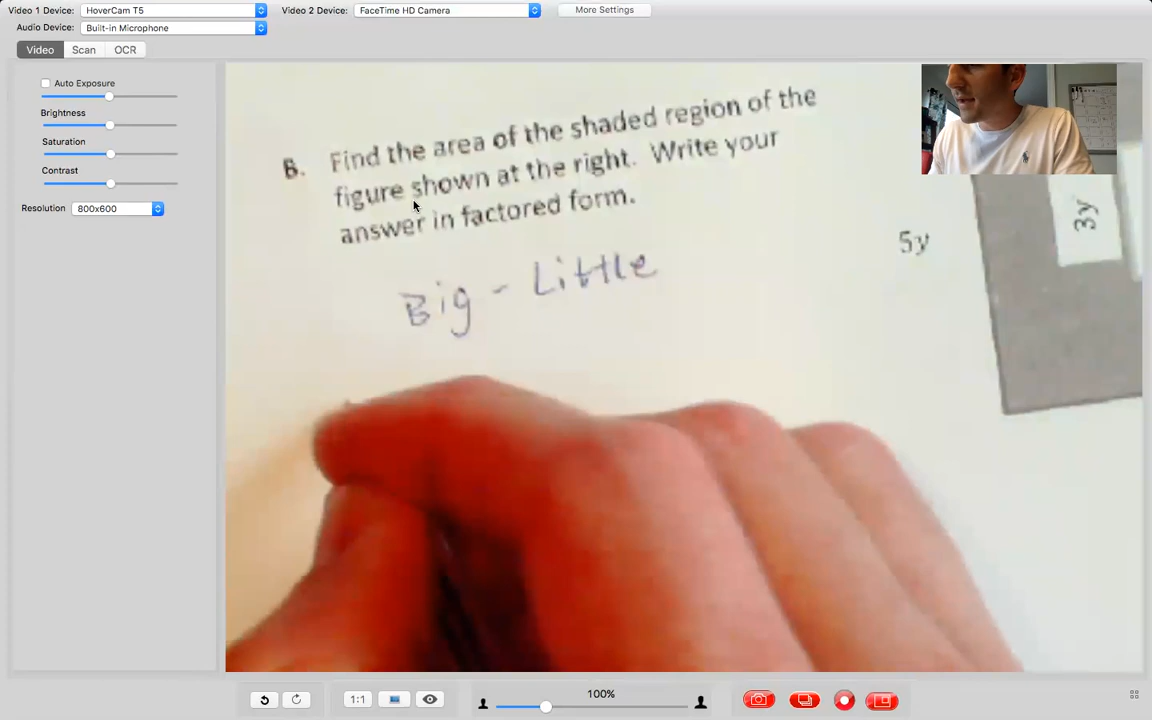 Video 1 Device: HoverCam T5 Video 2 Device: FaceTime HD Camera More Settings
Audio Device: Built-in Microphone
Video Scan OCR
Auto Exposure
Brightness
Saturation
Contrast
Resolution 800x600
B. Find the area of the shaded region of the
figure shown at the right. Write your
answer in factored form.
Big - Little
5y
3y
1:1 100%